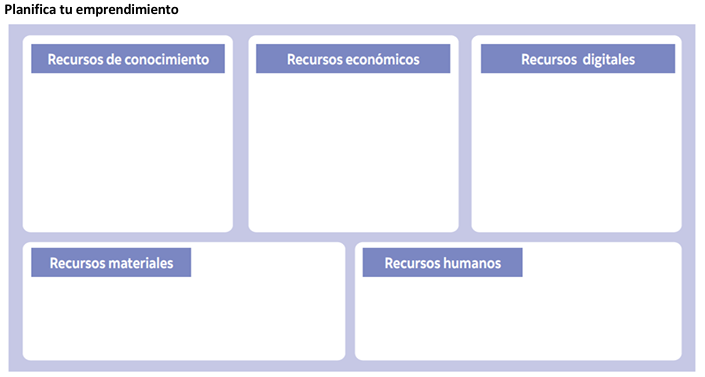 Planifica tu emprendimiento
Recursos de conocimiento
Recursos económicos
Recursos digitales
Recursos materiales
Recursos humanos